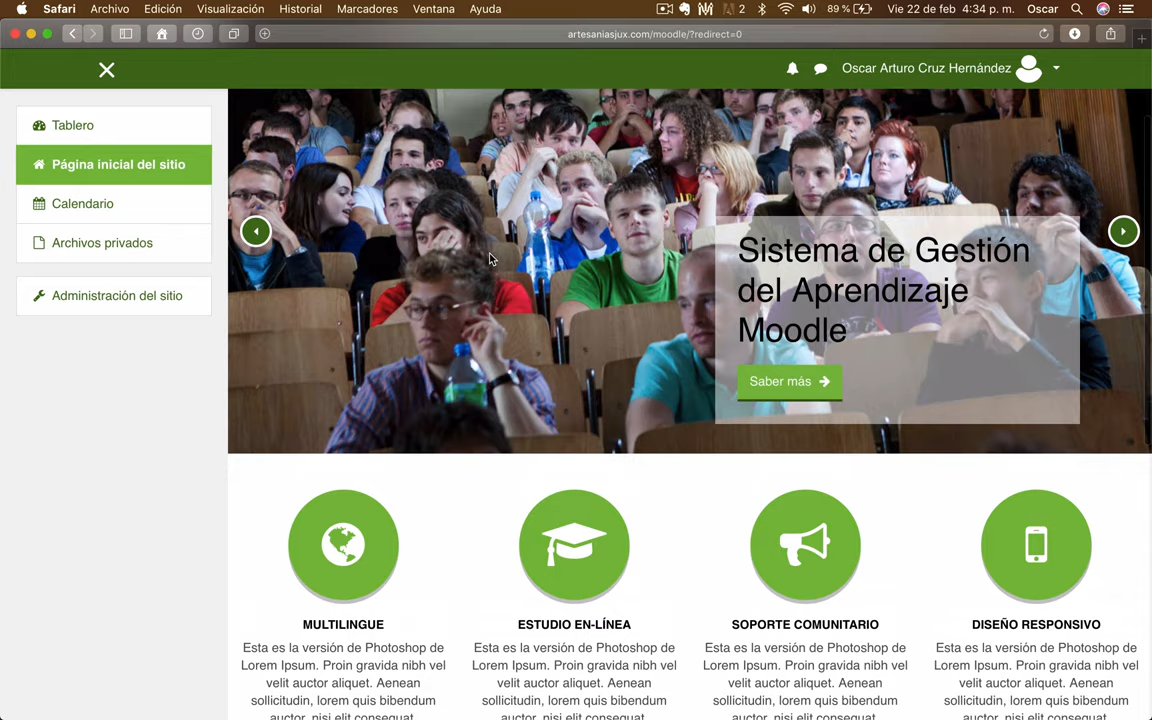 Safari Archivo Edición Visualización Historial Marcadores Ventana Ayuda 2 89 % Vie 22 de feb 4:34 p. m. Oscar
artesaniasjux.com/moodle/?redirect=0
Oscar Arturo Cruz Hernández
Tablero
Página inicial del sitio
Calendario
Archivos privados
Administración del sitio
Sistema de Gestión
del Aprendizaje
Moodle
Saber más
MULTILINGUE
Esta es la versión de Photoshop de
Lorem Ipsum. Proin gravida nibh vel
velit auctor aliquet. Aenean
sollicitudin, lorem quis bibendum
auctor, nisi elit consequat
ESTUDIO EN-LÍNEA
Esta es la versión de Photoshop de
Lorem Ipsum. Proin gravida nibh vel
velit auctor aliquet. Aenean
sollicitudin, lorem quis bibendum
auctor, nisi elit consequat
SOPORTE COMUNITARIO
Esta es la versión de Photoshop de
Lorem Ipsum. Proin gravida nibh vel
velit auctor aliquet. Aenean
sollicitudin, lorem quis bibendum
auctor, nisi elit consequat
DISEÑO RESPONSIVO
Esta es la versión de Photoshop de
Lorem Ipsum. Proin gravida nibh vel
velit auctor aliquet. Aenean
sollicitudin, lorem quis bibendum
auctor, nisi elit consequat